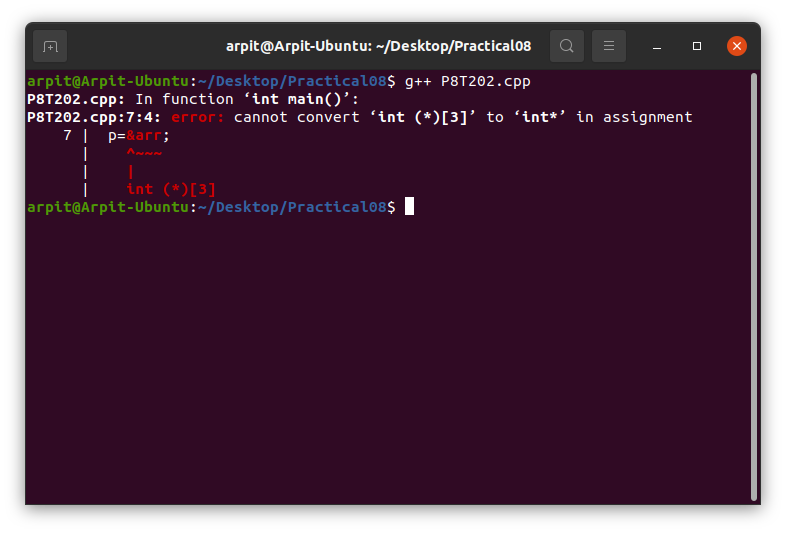 arpit@Arpit-Ubuntu: ~/Desktop/Practical08
arpit@Arpit-Ubuntu:~/Desktop/Practical08$ g++ P8T202.cpp
P8T202.cpp: In function ‘int main()’:
P8T202.cpp:7:4: error: cannot convert ‘int (*)[3]’ to ‘int*’ in assignment
    7 |  p=&arr;
      |    ^~~~
      |    |
      |    int (*)[3]
arpit@Arpit-Ubuntu:~/Desktop/Practical08$